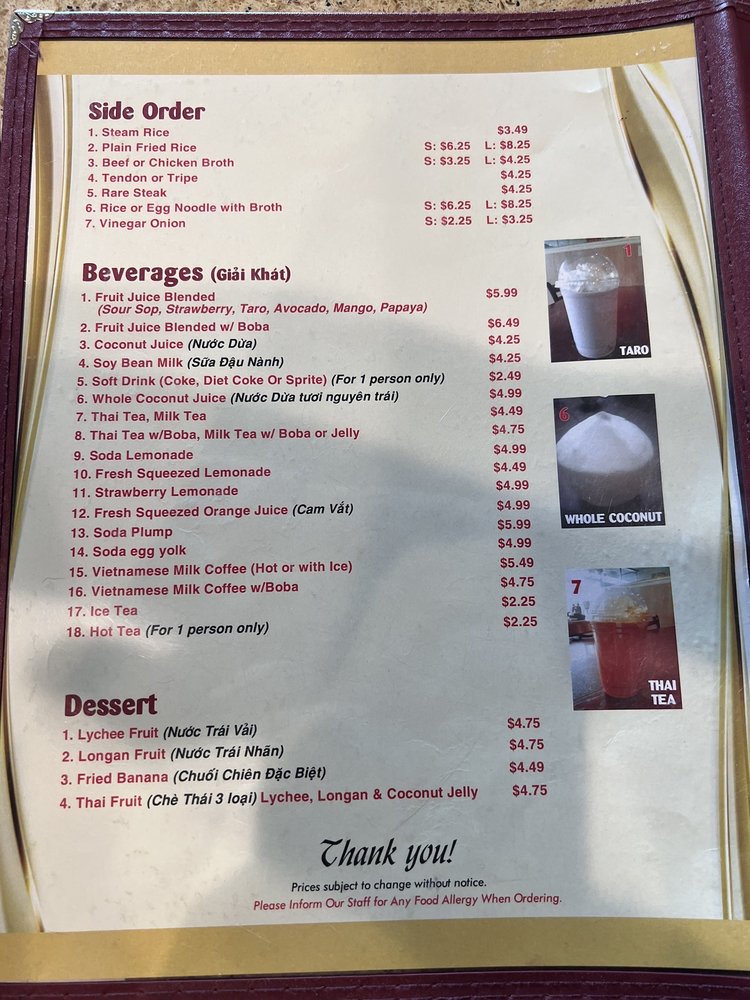 Side Order
1. Steam Rice $3.49
2. Plain Fried Rice S: $6.25 L: $8.25
3. Beef or Chicken Broth S: $3.25 L: $4.25
4. Tendon or Tripe $4.25
5. Rare Steak $4.25
6. Rice or Egg Noodle with Broth S: $6.25 L: $8.25
7. Vinegar Onion S: $2.25 L: $3.25
Beverages (Giải Khát)
1. Fruit Juice Blended $5.99
(Sour Sop, Strawberry, Taro, Avocado, Mango, Papaya)
2. Fruit Juice Blended w/ Boba $6.49
3. Coconut Juice (Nước Dừa) $4.25
4. Soy Bean Milk (Sữa Đậu Nành) $4.25
5. Soft Drink (Coke, Diet Coke Or Sprite) (For 1 person only) $2.49
6. Whole Coconut Juice (Nước Dừa tươi nguyên trái) $4.99
7. Thai Tea, Milk Tea $4.49
8. Thai Tea w/Boba, Milk Tea w/ Boba or Jelly $4.75
9. Soda Lemonade $4.99
10. Fresh Squeezed Lemonade $4.49
11. Strawberry Lemonade $4.99
12. Fresh Squeezed Orange Juice (Cam Vắt) $4.99
13. Soda Plump $5.99
14. Soda egg yolk $4.99
15. Vietnamese Milk Coffee (Hot or with Ice) $5.49
16. Vietnamese Milk Coffee w/Boba $4.75
17. Ice Tea $2.25
18. Hot Tea (For 1 person only) $2.25
1
TARO
6
WHOLE COCONUT
7
THAI
TEA
Dessert
1. Lychee Fruit (Nước Trái Vải) $4.75
2. Longan Fruit (Nước Trái Nhãn) $4.75
3. Fried Banana (Chuối Chiên Đặc Biệt) $4.49
4. Thai Fruit (Chè Thái 3 loại) Lychee, Longan & Coconut Jelly $4.75
Thank you!
Prices subject to change without notice.
Please Inform Our Staff for Any Food Allergy When Ordering.